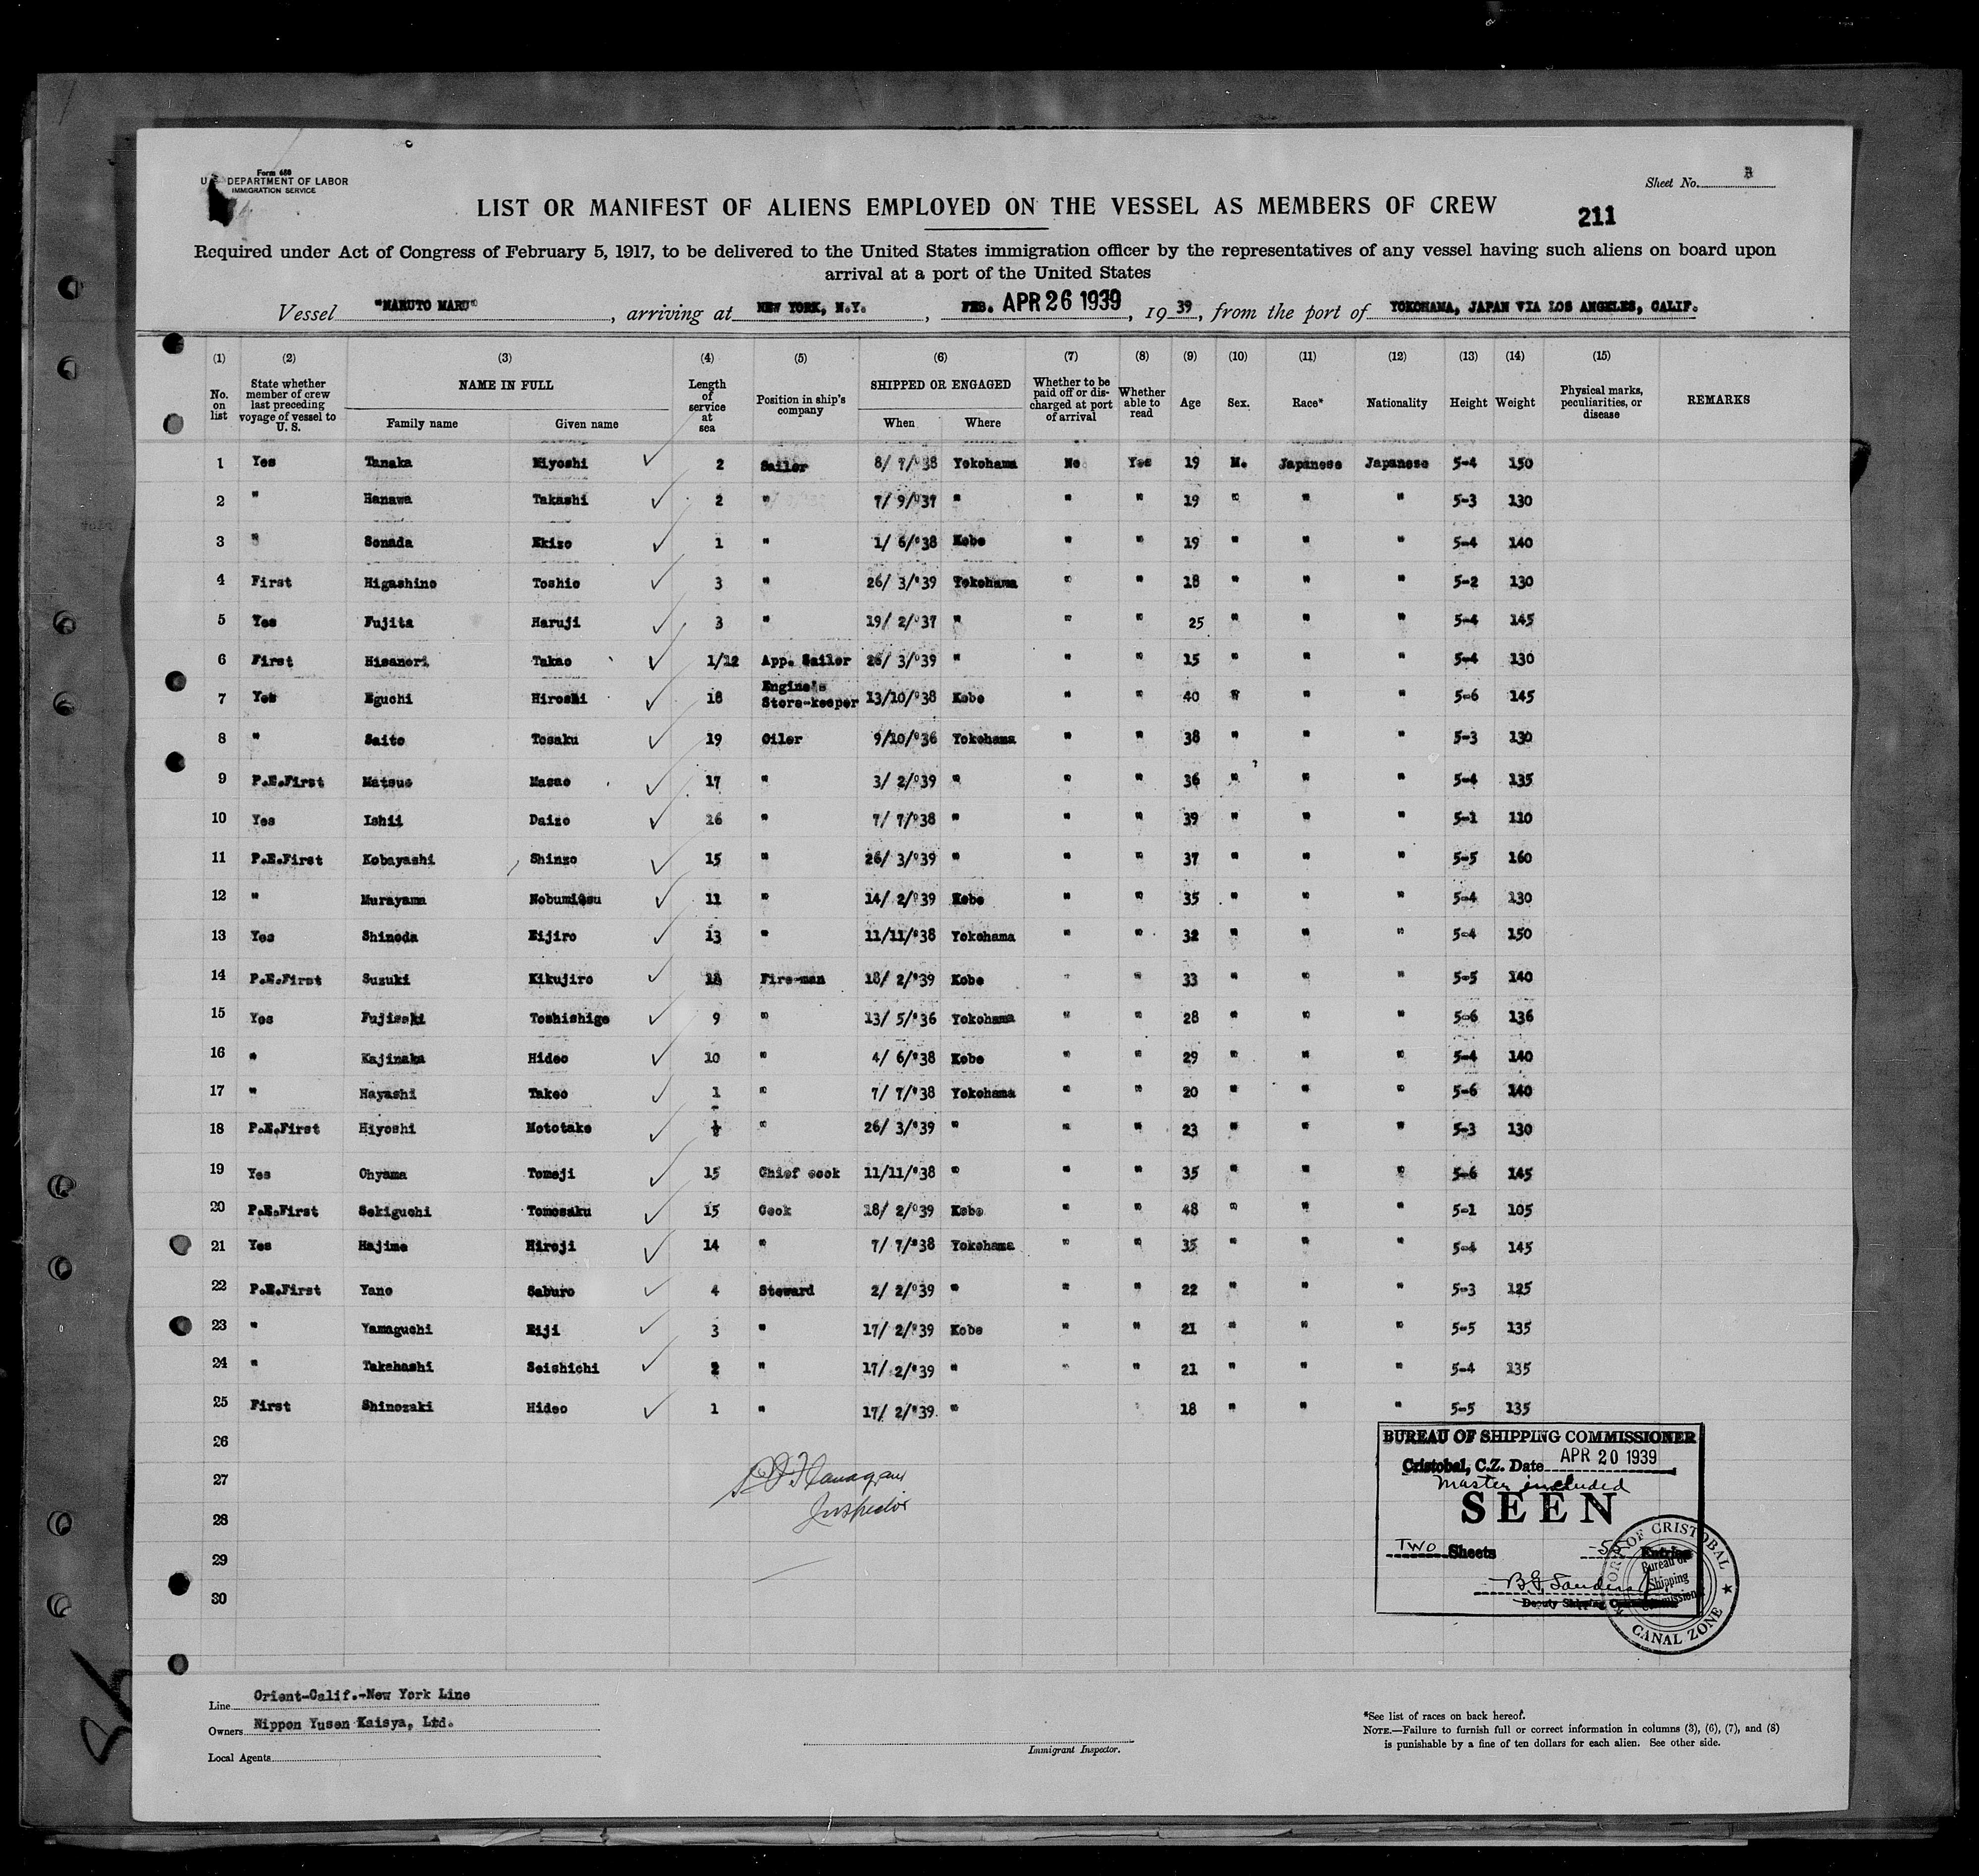 Form 680
U. S. DEPARTMENT OF LABOR
IMMIGRATION SERVICE
Sheet No. B
LIST OR MANIFEST OF ALIENS EMPLOYED ON THE VESSEL AS MEMBERS OF CREW
211
Required under Act of Congress of February 5, 1917, to be delivered to the United States immigration officer by the representatives of any vessel having such aliens on board upon
arrival at a port of the United States
Vessel "NARUTO MARU", arriving at NEW YORK, N.Y., FEB. APR 26 1939, 1939, from the port of YOKOHAMA, JAPAN VIA LOS ANGELES, CALIF.
(1) (2) (3) (4) (5) (6) (7) (8) (9) (10) (11) (12) (13) (14) (15)
No. on list State whether member of crew last preceding voyage of vessel to U. S. NAME IN FULL Family name Given name Length of service at sea Position in ship's company SHIPPED OR ENGAGED When Where Whether to be paid off or discharged at port of arrival Whether able to read Age Sex. Race* Nationality Height Weight Physical marks, peculiarities, or disease REMARKS
1 Yes Tanaka Miyoshi 2 Sailor 8/ 7/'38 Yokohama No Yes 19 M. Japanese Japanese 5-4 150
2 " Hanawa Takashi 2 " 7/ 9/'37 " " " 19 " " " 5-3 130
3 " Sonada Ekizo 1 " 1/ 6/'38 Kobe " " 19 " " " 5-4 140
4 First Higashino Toshio 3 " 26/ 3/'39 Yokohama " " 18 " " " 5-2 130
5 Yes Fujita Haruji 3 " 19/ 2/'37 " " " 25 " " " 5-4 145
6 First Hisanori Takao 1/12 App. Sailor 26/ 3/'39 " " " 15 " " " 5-4 130
7 Yes Eguchi Hiroshi 18 Engine's Store-keeper 13/10/'38 Kobe " " 40 " " " 5-6 145
8 " Saito Tosaku 19 Oiler 9/10/'36 Yokohama " " 38 " " " 5-3 130
9 P.E.First Matsuo Masao 17 " 3/ 2/'39 " " " 36 " " " 5-4 135
10 Yes Ishii Daizo 16 " 7/ 7/'38 " " " 39 " " " 5-1 110
11 P.E.First Kobayashi Shinzo 15 " 26/ 3/'39 " " " 37 " " " 5-5 160
12 " Murayama Nobumitsu 11 " 14/ 2/'39 Kobe " " 35 " " " 5-4 130
13 Yes Shinoda Eijiro 13 " 11/11/'38 Yokohama " " 32 " " " 5-4 150
14 P.E.First Suzuki Kikujiro Fire-man 18/ 2/'39 Kobe " " 33 " " " 5-5 140
15 Yes Fujisaki Toshishige 9 " 13/ 5/'36 Yokohama " " 28 " " " 5-6 136
16 " Kajinaka Hideo 10 " 4/ 6/'38 Kobe " " 29 " " " 5-4 140
17 " Hayashi Takeo 1 " 7/ 7/'38 Yokohama " " 20 " " " 5-6 140
18 P.E.First Hiyoshi Mototake ½ " 26/ 3/'39 " " " 23 " " " 5-3 130
19 Yes Ohyama Tomeji 15 Chief cook 11/11/'38 " " " 35 " " " 5-6 145
20 P.E.First Sekiguchi Tomosaku 15 Cook 18/ 2/'39 Kobe " " 48 " " " 5-1 105
21 Yes Hajime Hiroji 14 " 7/ 7/'38 Yokohama " " 35 " " " 5-4 145
22 P.E.First Yano Saburo 4 Steward 2/ 2/'39 " " " 22 " " " 5-3 125
23 " Yamaguchi Eiji 3 " 17/ 2/'39 Kobe " " 21 " " " 5-5 135
24 " Takahashi Seishichi 2 " 17/ 2/'39 " " " 21 " " " 5-4 135
25 First Shinozaki Hideo 1 " 17/ 2/'39 " " 18 " " " 5-5 135
26
27
28
29
30
Flanagan
Inspector
BUREAU OF SHIPPING COMMISSIONER
Cristobal, C.Z. Date APR 20 1939
Master included
SEEN
TWO Sheets Entries
B.G. Sanders
Deputy Shipping Commissioner
PORT OF CRISTOBAL
Bureau of
Shipping
Commissioner
CANAL ZONE
Line Orient-Calif.-New York Line
Owners Nippon Yusen Kaisya, Ltd.
Local Agents
Immigrant Inspector.
*See list of races on back hereof.
NOTE.—Failure to furnish full or correct information in columns (3), (6), (7), and (8)
is punishable by a fine of ten dollars for each alien. See other side.